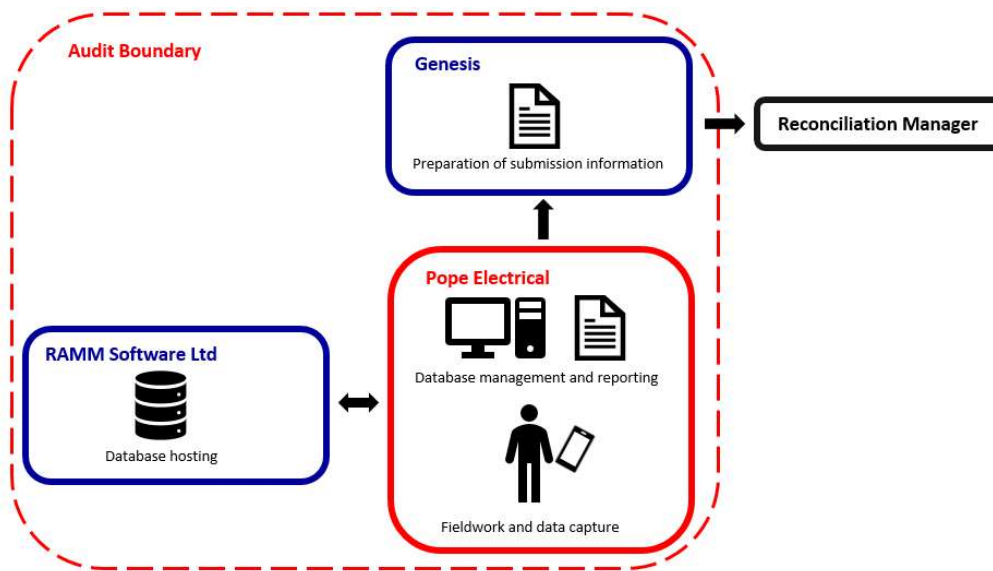 Audit Boundary
Genesis
Preparation of submission information
Reconciliation Manager
Pope Electrical
Database management and reporting
Fieldwork and data capture
RAMM Software Ltd
Database hosting